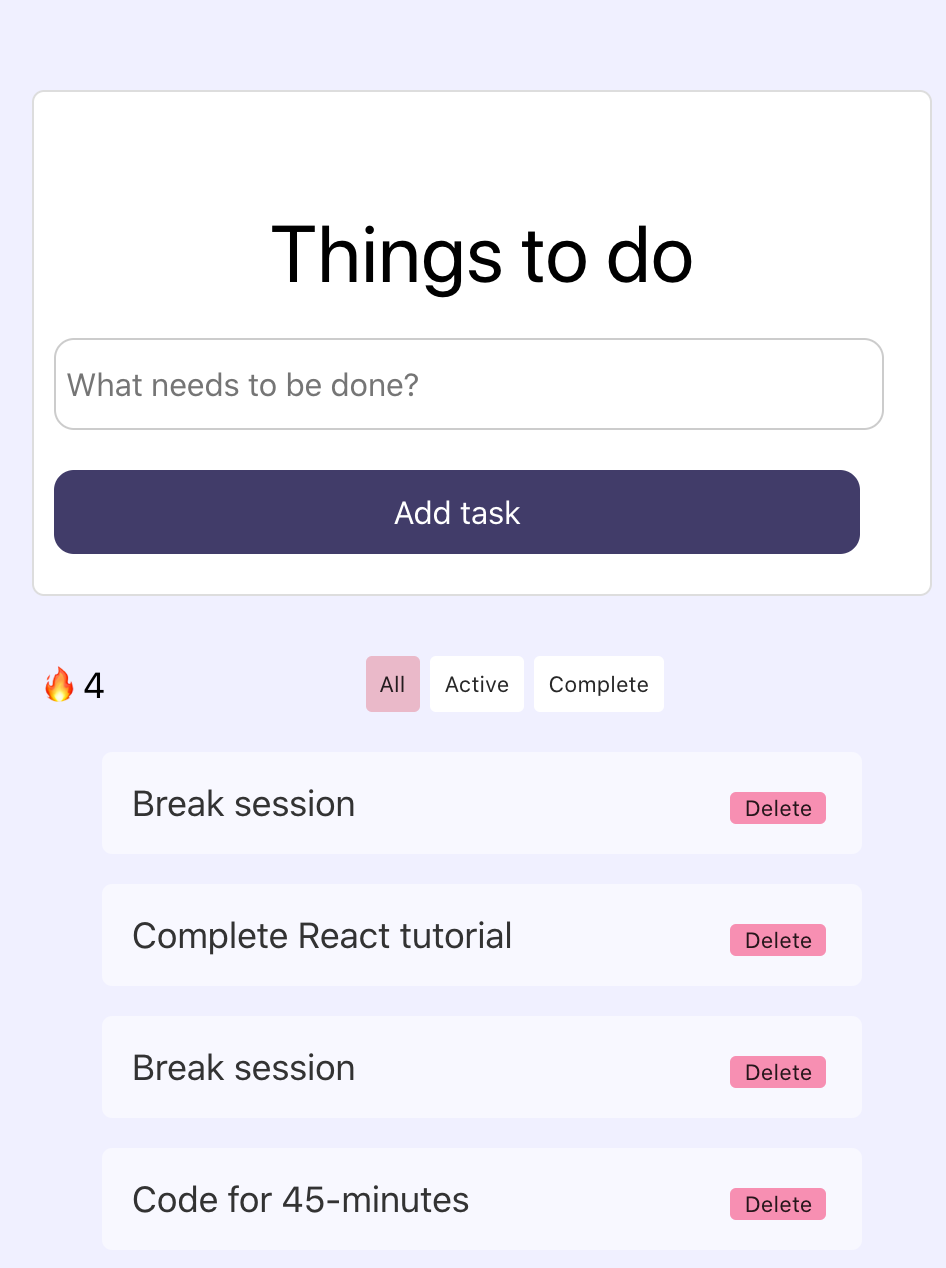 Things to do
What needs to be done?
Add task
🔥 4
All Active Complete
Break session Delete
Complete React tutorial Delete
Break session Delete
Code for 45-minutes Delete